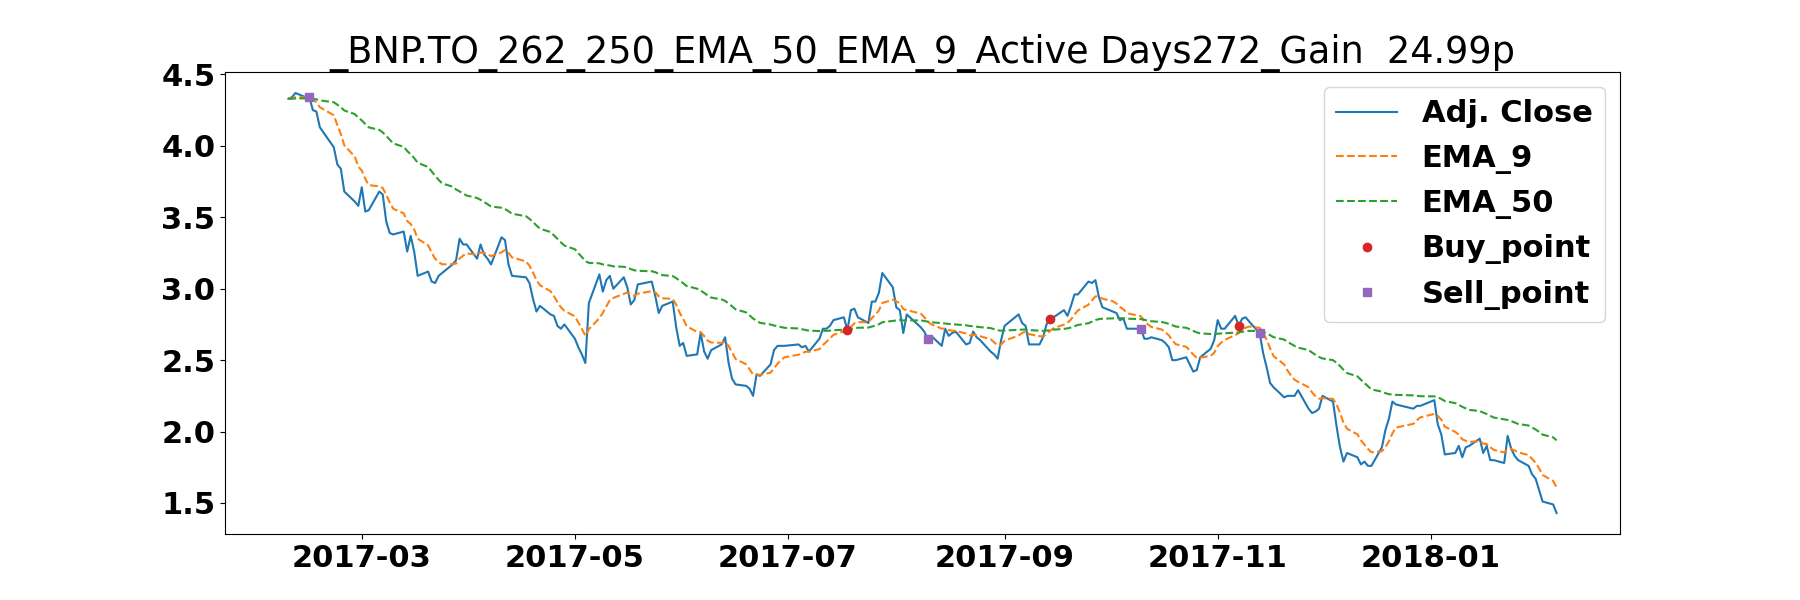 _BNP.TO_262_250_EMA_50_EMA_9_Active Days272_Gain  24.99p
4.5
4.0
3.5
3.0
2.5
2.0
1.5
Adj. Close
EMA_9
EMA_50
Buy_point
Sell_point
2017-03 2017-05 2017-07 2017-09 2017-11 2018-01